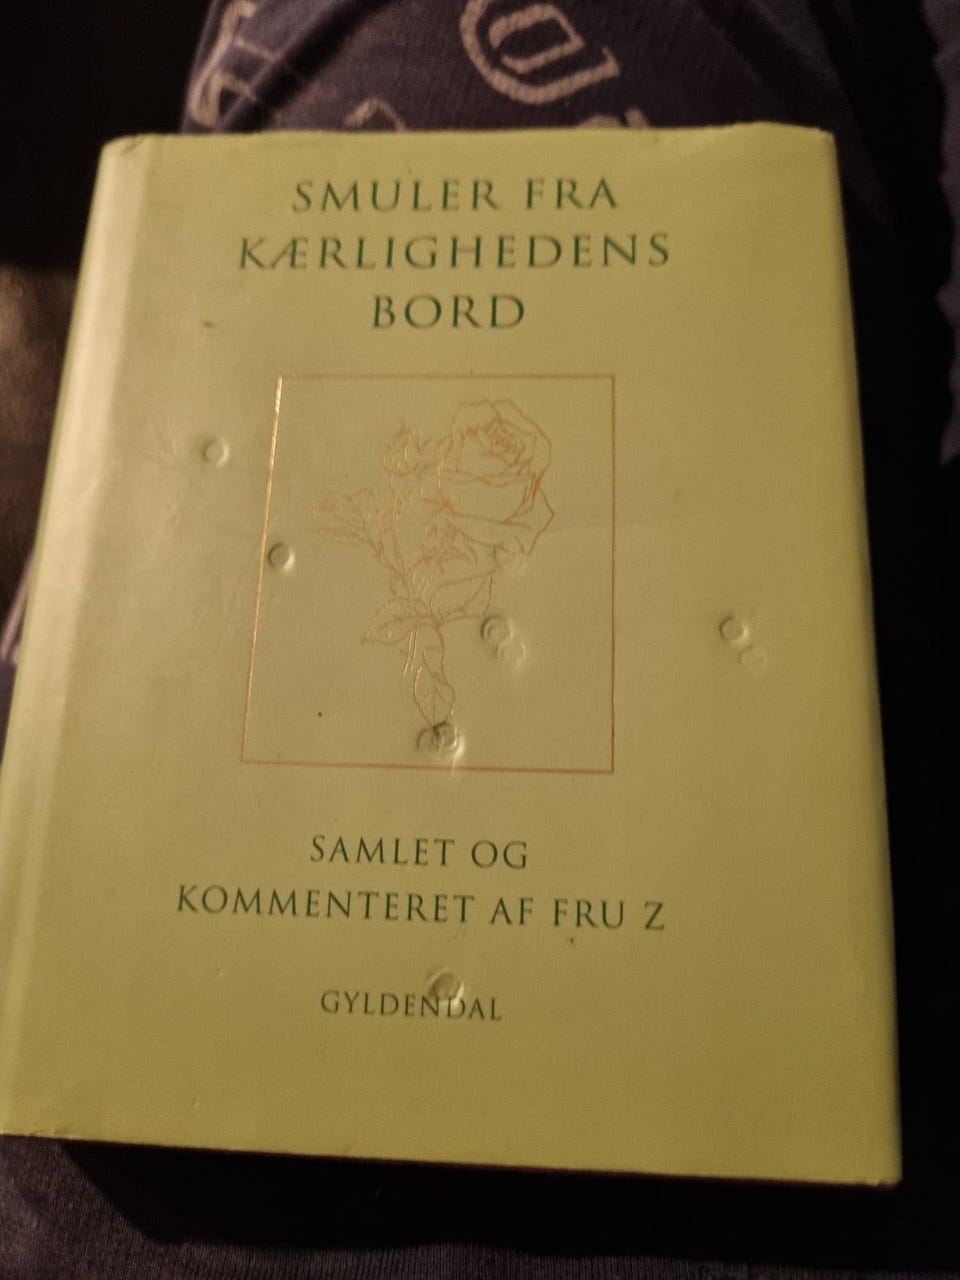 SMULER FRA
KÆRLIGHEDENS
BORD
SAMLET OG
KOMMENTERET AF FRU Z
GYLDENDAL